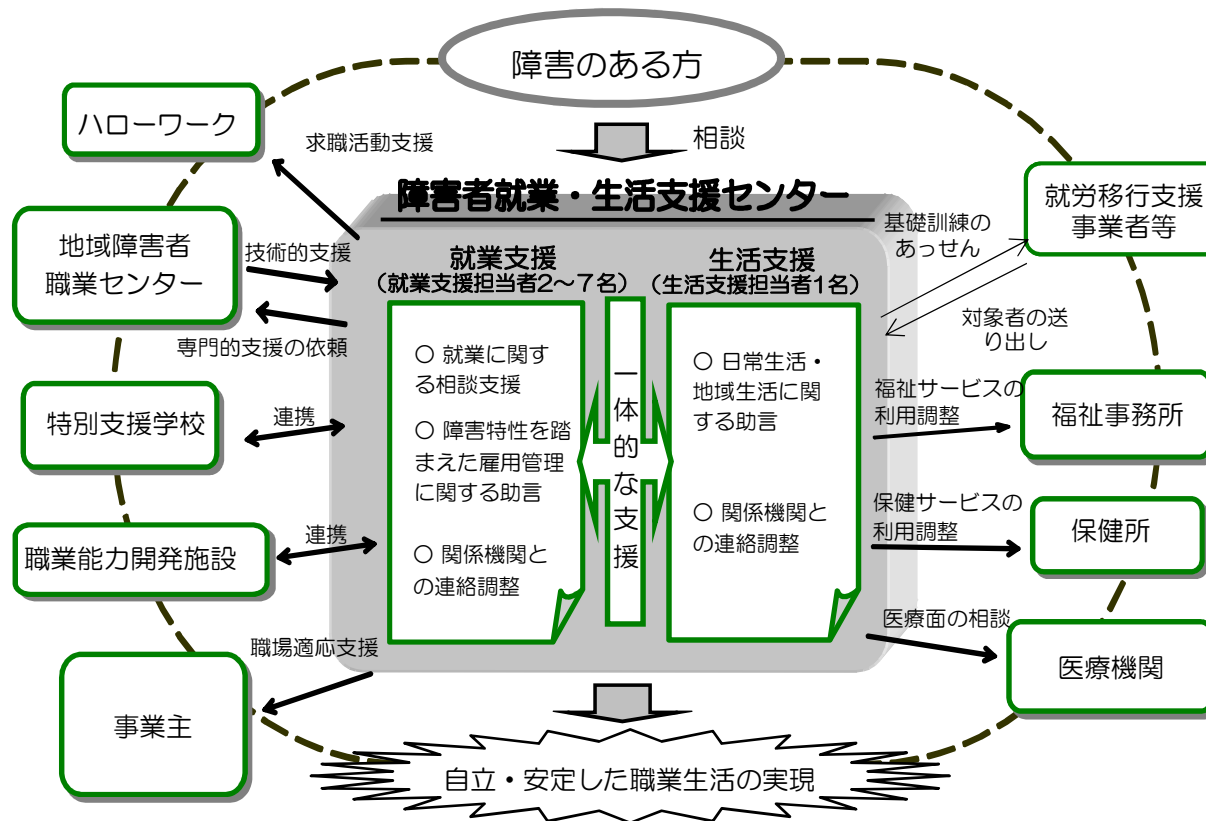 障害のある方
相談
ハローワーク
求職活動支援
障害者就業・生活支援センター
地域障害者
職業センター
技術的支援
専門的支援の依頼
就業支援
(就業支援担当者2～7名)
生活支援
(生活支援担当者1名)
基礎訓練の
あっせん
就労移行支援
事業者等
対象者の送
り出し
○ 就業に関す
る相談支援
○ 障害特性を踏
まえた雇用管理
に関する助言
○ 関係機関と
の連絡調整
一体的な支援
○ 日常生活・
地域生活に関
する助言
○ 関係機関と
の連絡調整
特別支援学校
連携
福祉サービスの
利用調整
福祉事務所
職業能力開発施設
連携
保健サービスの
利用調整
保健所
職場適応支援
事業主
医療面の相談
医療機関
自立・安定した職業生活の実現